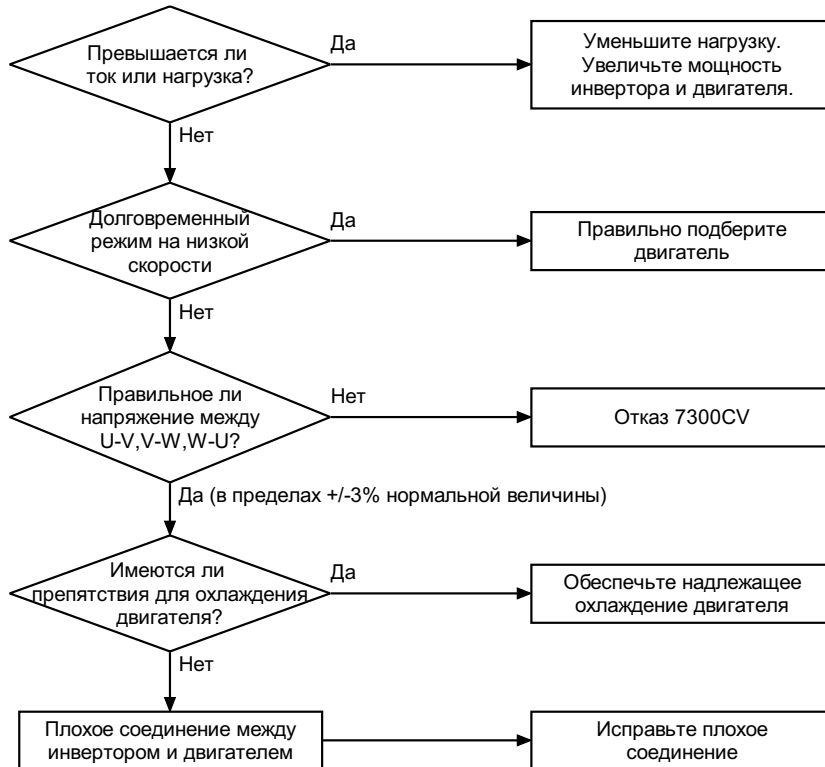 Превышается ли
ток или нагрузка?
Да
Уменьшите нагрузку.
Увеличьте мощность
инвертора и двигателя.
Нет
Долговременный
режим на низкой
скорости
Да
Правильно подберите
двигатель
Нет
Правильное ли
напряжение между
U-V,V-W,W-U?
Нет
Отказ 7300CV
Да (в пределах +/-3% нормальной величины)
Имеются ли
препятствия для охлаждения
двигателя?
Да
Обеспечьте надлежащее
охлаждение двигателя
Нет
Плохое соединение между
инвертором и двигателем
Исправьте плохое
соединение